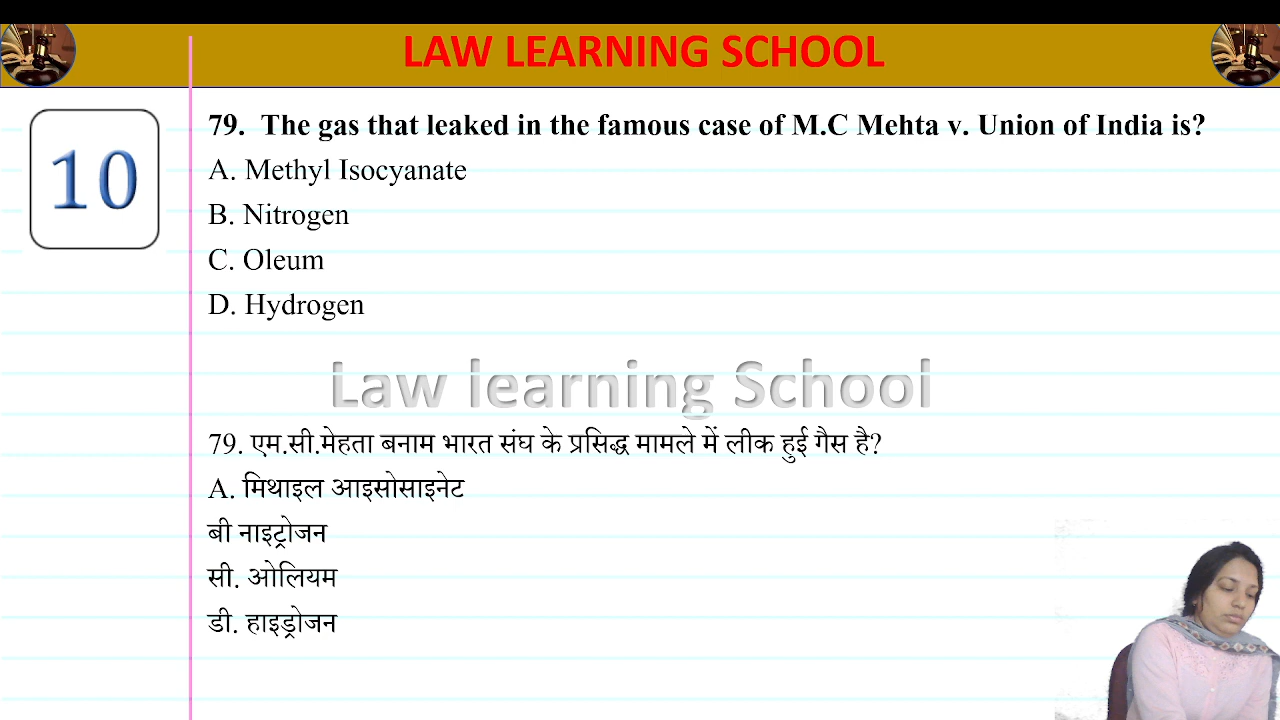 LAW LEARNING SCHOOL
10
79. The gas that leaked in the famous case of M.C Mehta v. Union of India is?
A. Methyl Isocyanate
B. Nitrogen
C. Oleum
D. Hydrogen
Law learning School
79. एम.सी.मेहता बनाम भारत संघ के प्रसिद्ध मामले में लीक हुई गैस है?
A. मिथाइल आइसोसाइनेट
बी नाइट्रोजन
सी. ओलियम
डी. हाइड्रोजन